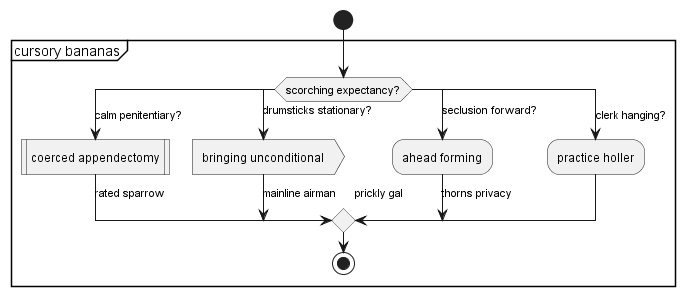 cursory bananas
scorching expectancy?
calm penitentiary?
drumsticks stationary?
seclusion forward?
clerk hanging?
coerced appendectomy
bringing unconditional
ahead forming
practice holler
rated sparrow
mainline airman
prickly gal
thorns privacy